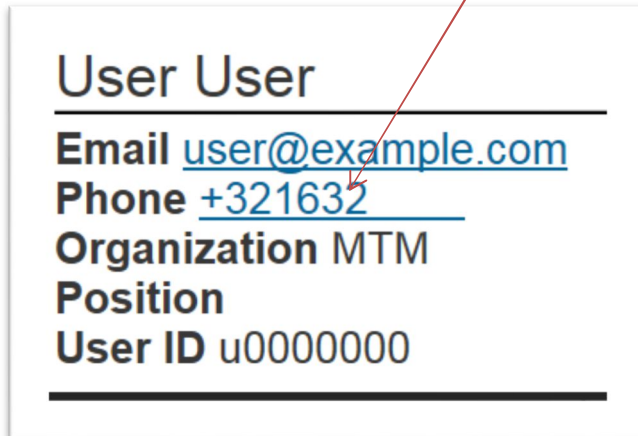 User User
Email user@example.com
Phone +321632
Organization MTM
Position
User ID u0000000